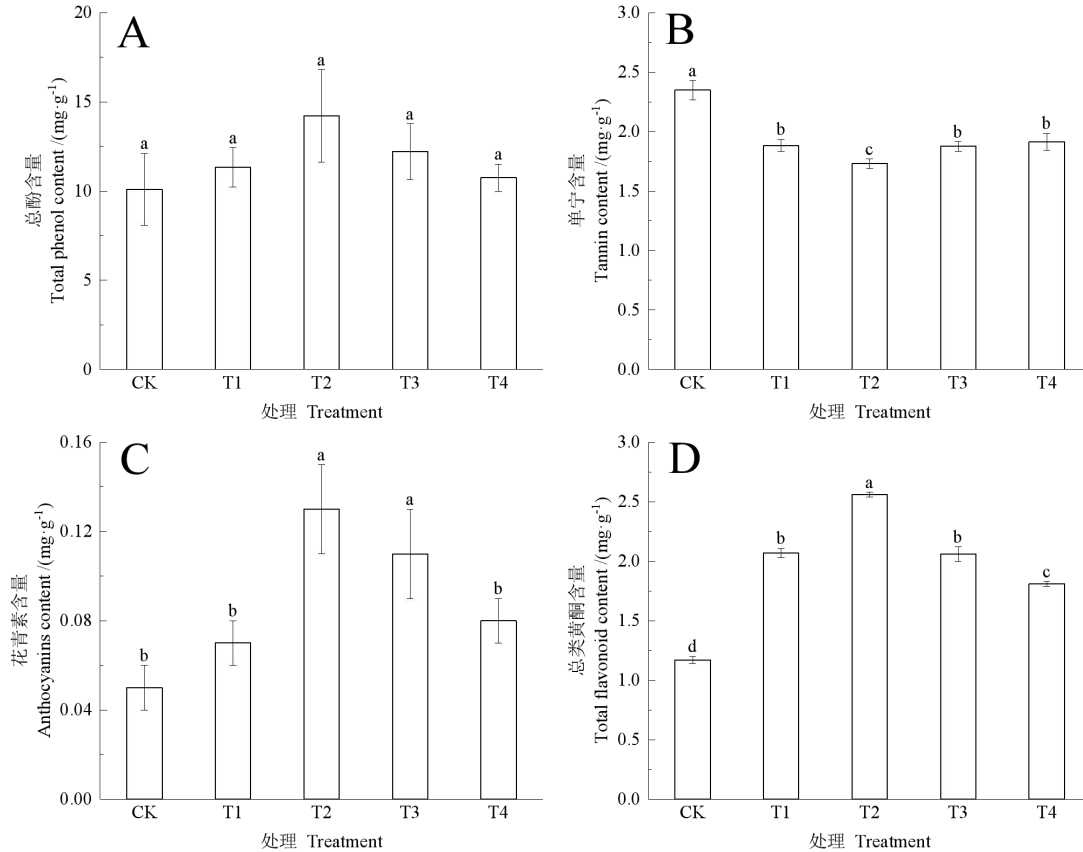 A
总酚含量
Total phenol content /(mg·g⁻¹)
20
15
10
5
0
a
a
a
a
a
CK T1 T2 T3 T4
处理 Treatment
B
单宁含量
Tannin content /(mg·g⁻¹)
3.0
2.5
2.0
1.5
1.0
0.5
0.0
a
b
c
b
b
CK T1 T2 T3 T4
处理 Treatment
C
花青素含量
Anthocyanins content /(mg·g⁻¹)
0.16
0.12
0.08
0.04
0.00
b
b
a
a
b
CK T1 T2 T3 T4
处理 Treatment
D
总类黄酮含量
Total flavonoid content /(mg·g⁻¹)
3.0
2.5
2.0
1.5
1.0
0.5
0.0
d
b
a
b
c
CK T1 T2 T3 T4
处理 Treatment